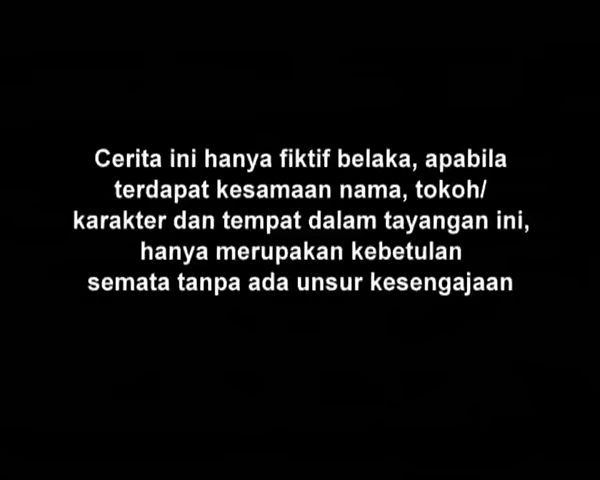 Cerita ini hanya fiktif belaka, apabila
terdapat kesamaan nama, tokoh/
karakter dan tempat dalam tayangan ini,
hanya merupakan kebetulan
semata tanpa ada unsur kesengajaan